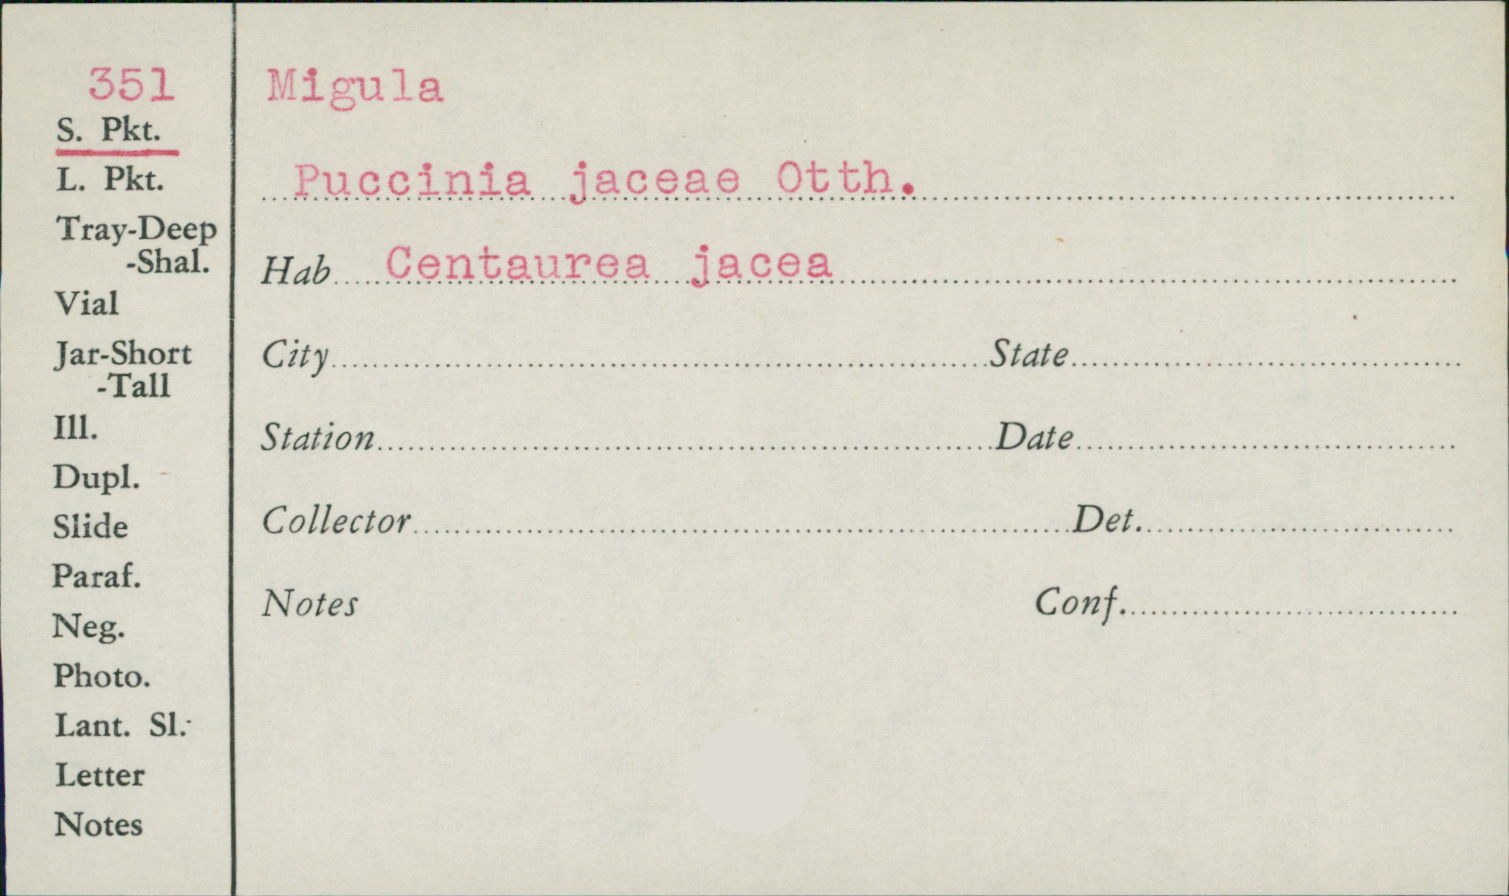 351
S. Pkt.
L. Pkt.
Tray-Deep
-Shal.
Vial
Jar-Short
-Tall
Ill.
Dupl.
Slide
Paraf.
Neg.
Photo.
Lant. Sl.
Letter
Notes
Migula
Puccinia jaceae Otth.
Hab Centaurea jacea
City State
Station Date
Collector Det.
Notes Conf.